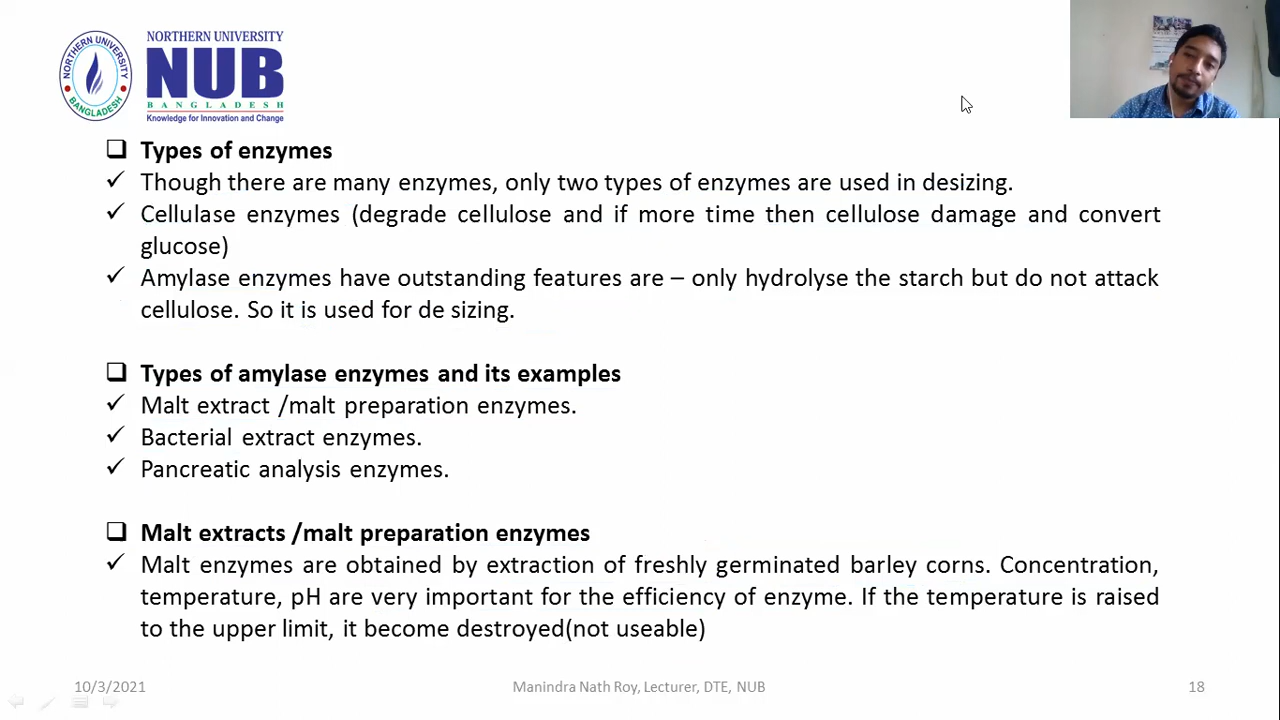 NORTHERN UNIVERSITY
NUB
BANGLADESH
Knowledge for Innovation and Change
NORTHERN UNIVERSITY
BANGLADESH
Types of enzymes
Though there are many enzymes, only two types of enzymes are used in desizing.
Cellulase enzymes (degrade cellulose and if more time then cellulose damage and convert
glucose)
Amylase enzymes have outstanding features are – only hydrolyse the starch but do not attack
cellulose. So it is used for de sizing.
Types of amylase enzymes and its examples
Malt extract /malt preparation enzymes.
Bacterial extract enzymes.
Pancreatic analysis enzymes.
Malt extracts /malt preparation enzymes
Malt enzymes are obtained by extraction of freshly germinated barley corns. Concentration,
temperature, pH are very important for the efficiency of enzyme. If the temperature is raised
to the upper limit, it become destroyed(not useable)
10/3/2021
Manindra Nath Roy, Lecturer, DTE, NUB
18